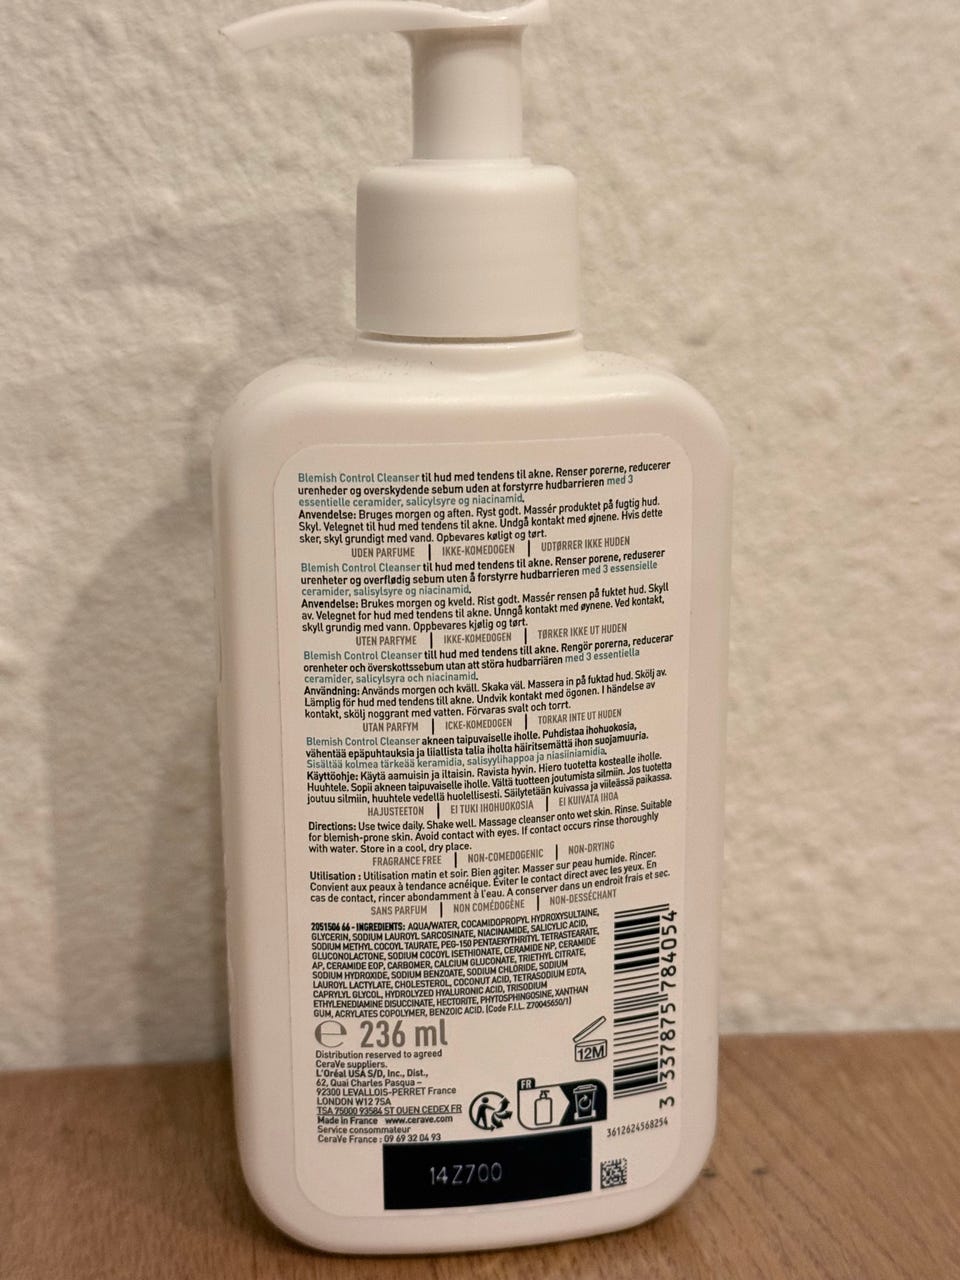 Blemish Control Cleanser til hud med tendens til akne. Renser porerne, reducerer
urenheder og overskydende sebum uden at forstyrre hudbarrieren med 3
essentielle ceramider, salicylsyre og niacinamid.
Anvendelse: Bruges morgen og aften. Ryst godt. Massér produktet på fugtig hud.
Skyl. Velegnet til hud med tendens til akne. Undgå kontakt med øjnene. Hvis dette
sker, skyl grundigt med vand. Opbevares køligt og tørt.
UDEN PARFUME | IKKE-KOMEDOGEN | UDTØRRER IKKE HUDEN
Blemish Control Cleanser til hud med tendens til akne. Renser porene, reduserer
urenheter og overflødig sebum uten å forstyrre hudbarrieren med 3 essensielle
ceramider, salisylsyre og niacinamid.
Anvendelse: Brukes morgen og kveld. Rist godt. Massér rensen på fuktet hud. Skyll
av. Velegnet for hud med tendens til akne. Unngå kontakt med øynene. Ved kontakt,
skyll grundig med vann. Oppbevares kjølig og tørt.
UTEN PARFYME | IKKE-KOMEDOGEN | TØRKER IKKE UT HUDEN
Blemish Control Cleanser till hud med tendens till akne. Rengör porerna, reducerar
orenheter och överskottssebum utan att störa hudbarriären med 3 essentiella
ceramider, salicylsyra och niacinamid.
Användning: Används morgon och kväll. Skaka väl. Massera in på fuktad hud. Skölj av.
Lämplig för hud med tendens till akne. Undvik kontakt med ögonen. I händelse av
kontakt, skölj noggrant med vatten. Förvaras svalt och torrt.
UTAN PARFYM | ICKE-KOMEDOGEN | TORKAR INTE UT HUDEN
Blemish Control Cleanser akneen taipuvaiselle iholle. Puhdistaa ihohuokosia,
vähentää epäpuhtauksia ja liiallista talia iholta häiritsemättä ihon suojamuuria.
Sisältää kolmea tärkeää keramidia, salisyylihappoa ja niasiiniamidia.
Käyttöohje: Käytä aamuisin ja iltaisin. Ravista hyvin. Hiero tuotetta kostealle iholle.
Huuhtele. Sopii akneen taipuvaiselle iholle. Vältä tuotteen joutumista silmiin. Jos tuotetta
joutuu silmiin, huuhtele vedellä huolellisesti. Säilytetään kuivassa ja viileässä paikassa.
HAJUSTEETON | EI TUKI IHOHUOKOSIA | EI KUIVATA IHOA
Directions: Use twice daily. Shake well. Massage cleanser onto wet skin. Rinse. Suitable
for blemish-prone skin. Avoid contact with eyes. If contact occurs rinse thoroughly
with water. Store in a cool, dry place.
FRAGRANCE FREE | NON-COMEDOGENIC | NON-DRYING
Utilisation : Utilisation matin et soir. Bien agiter. Masser sur peau humide. Rincer.
Convient aux peaux à tendance acnéique. Éviter le contact direct avec les yeux. En
cas de contact, rincer abondamment à l'eau. A conserver dans un endroit frais et sec.
SANS PARFUM | NON COMÉDOGÈNE | NON-DESSÉCHANT
2051506 66 - INGREDIENTS: AQUA/WATER, COCAMIDOPROPYL HYDROXYSULTAINE,
GLYCERIN, SODIUM LAUROYL SARCOSINATE, NIACINAMIDE, SALICYLIC ACID,
SODIUM METHYL COCOYL TAURATE, PEG-150 PENTAERYTHRITYL TETRASTEARATE,
GLUCONOLACTONE, SODIUM COCOYL ISETHIONATE, CERAMIDE NP, CERAMIDE
AP, CERAMIDE EOP, CARBOMER, CALCIUM GLUCONATE, TRIETHYL CITRATE,
SODIUM HYDROXIDE, SODIUM BENZOATE, SODIUM CHLORIDE, SODIUM
LAUROYL LACTYLATE, CHOLESTEROL, COCONUT ACID, TETRASODIUM EDTA,
CAPRYLYL GLYCOL, HYDROLYZED HYALURONIC ACID, TRISODIUM
ETHYLENEDIAMINE DISUCCINATE, HECTORITE, PHYTOSPHINGOSINE, XANTHAN
GUM, ACRYLATES COPOLYMER, BENZOIC ACID. (Code F.I.L. Z70045650/1)
3 337875 784054
e 236 ml
12M
Distribution reserved to agreed
CeraVe suppliers.
L'Oréal USA S/D, Inc., Dist.,
62, Quai Charles Pasqua –
92300 LEVALLOIS-PERRET France
LONDON W12 7SA
TSA 75000 93584 ST OUEN CEDEX FR
Made in France www.cerave.com
Service consommateur
CeraVe France : 09 69 32 04 93
FR
3612624568254
14Z700